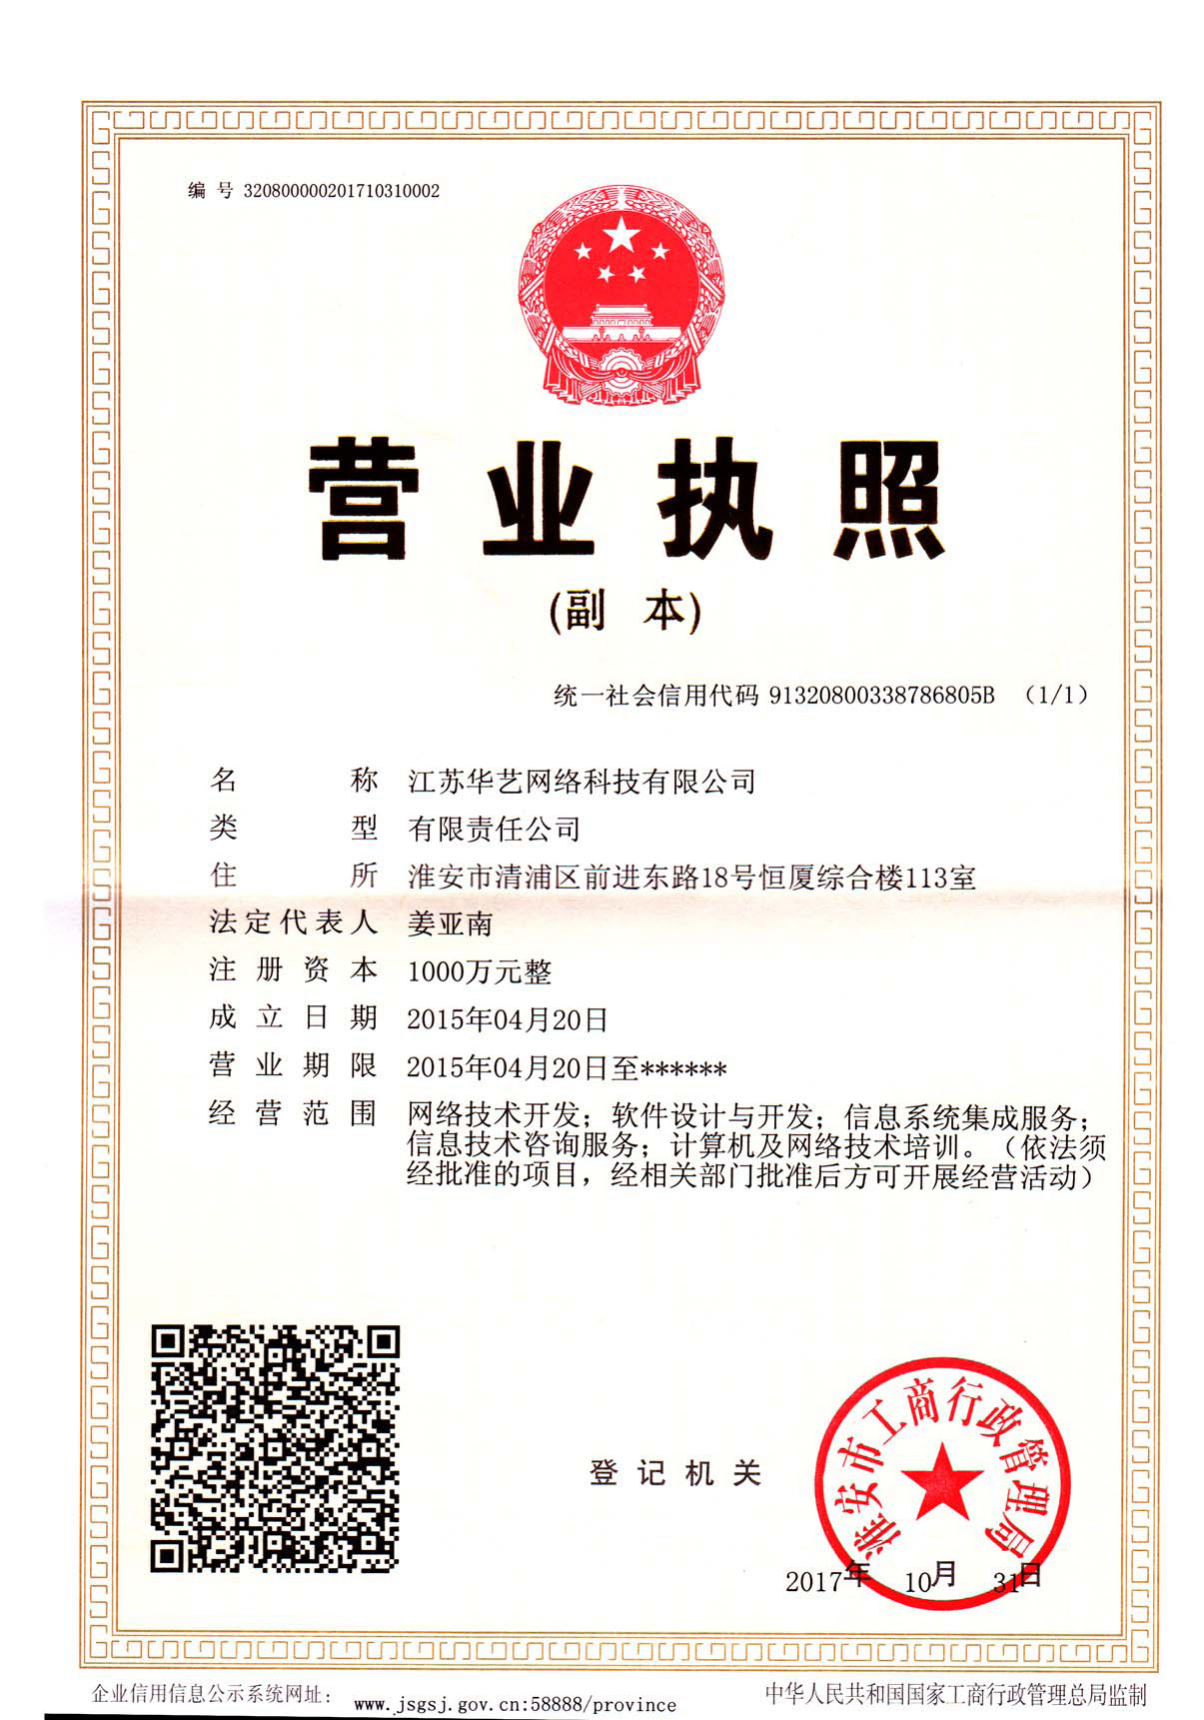 编 号 320800000201710310002
营业执照
(副 本)
统一社会信用代码 91320800338786805B （1/1）
名 称 江苏华艺网络科技有限公司
类 型 有限责任公司
住 所 淮安市清浦区前进东路18号恒厦综合楼113室
法定代表人 姜亚南
注册资本 1000万元整
成立日期 2015年04月20日
营业期限 2015年04月20日至******
经营范围 网络技术开发；软件设计与开发；信息系统集成服务；
信息技术咨询服务；计算机及网络技术培训。（依法须
经批准的项目，经相关部门批准后方可开展经营活动）
登记机关
淮安市工商行政管理局
2017年 10月 31日
企业信用信息公示系统网址： www.jsgsj.gov.cn:58888/province
中华人民共和国国家工商行政管理总局监制